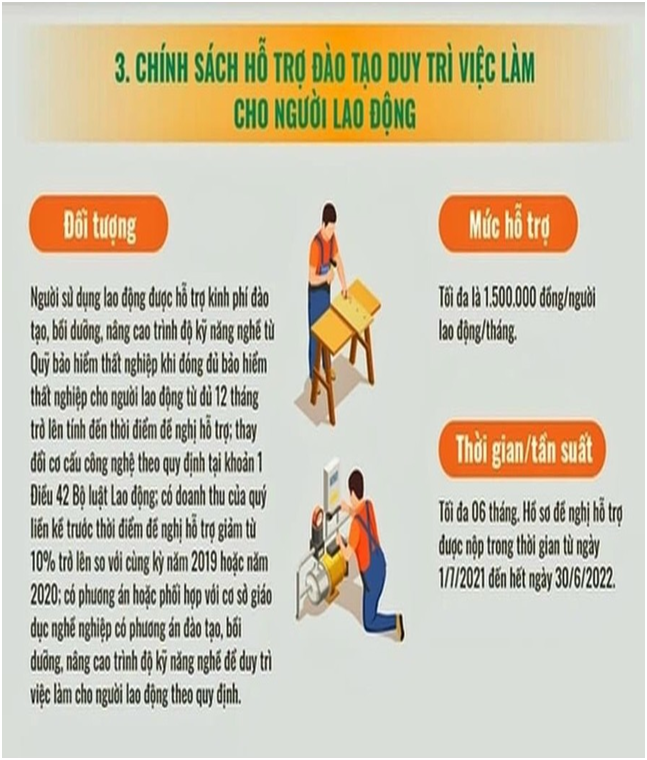 3. CHÍNH SÁCH HỖ TRỢ ĐÀO TẠO DUY TRÌ VIỆC LÀM
CHO NGƯỜI LAO ĐỘNG
Đối tượng
Người sử dụng lao động được hỗ trợ kinh phí đào
tạo, bồi dưỡng, nâng cao trình độ kỹ năng nghề từ
Quỹ bảo hiểm thất nghiệp khi đóng đủ bảo hiểm
thất nghiệp cho người lao động từ đủ 12 tháng
trở lên tính đến thời điểm đề nghị hỗ trợ; thay
đổi cơ cấu công nghệ theo quy định tại khoản 1
Điều 42 Bộ luật Lao động; có doanh thu của quý
liền kề trước thời điểm đề nghị hỗ trợ giảm từ
10% trở lên so với cùng kỳ năm 2019 hoặc năm
2020; có phương án hoặc phối hợp với cơ sở giáo
dục nghề nghiệp có phương án đào tạo, bồi
dưỡng, nâng cao trình độ kỹ năng nghề để duy trì
việc làm cho người lao động theo quy định.
Mức hỗ trợ
Tối đa là 1.500.000 đồng/người
lao động/tháng.
Thời gian/tần suất
Tối đa 06 tháng. Hồ sơ đề nghị hỗ trợ
được nộp trong thời gian từ ngày
1/7/2021 đến hết ngày 30/6/2022.